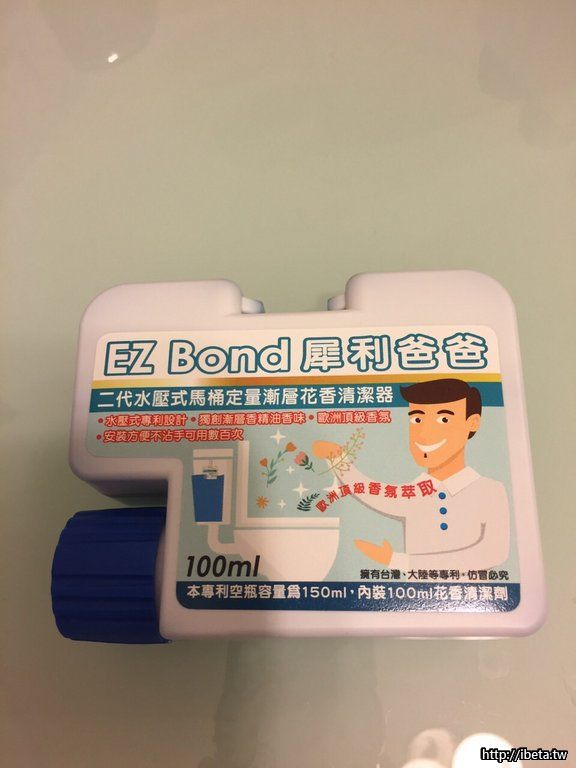 EZ Bond 犀利爸爸
二代水壓式馬桶定量漸層花香清潔器
•水壓式專利設計•獨創漸層香精油香味•歐洲頂級香氛
•安裝方便不沾手可用數百次
歐洲頂級香氛萃取
100ml
擁有台灣、大陸等專利，仿冒必究
本專利空瓶容量為150ml，內裝100ml花香清潔劑
http://ibeta.tw